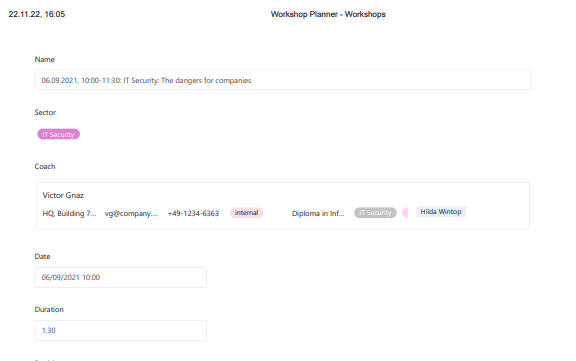 22.11.22, 16:05 Workshop Planner - Workshops
Name
06.09.2021, 10:00-11:30: IT Security: The dangers for companies
Sector
IT Security
Coach
Victor Gnaz
HQ, Building 7... vg@company.... +49-1234-6363 internal Diploma in Inf... IT Security Hilda Wintop
Date
06/09/2021 10:00
Duration
1:30